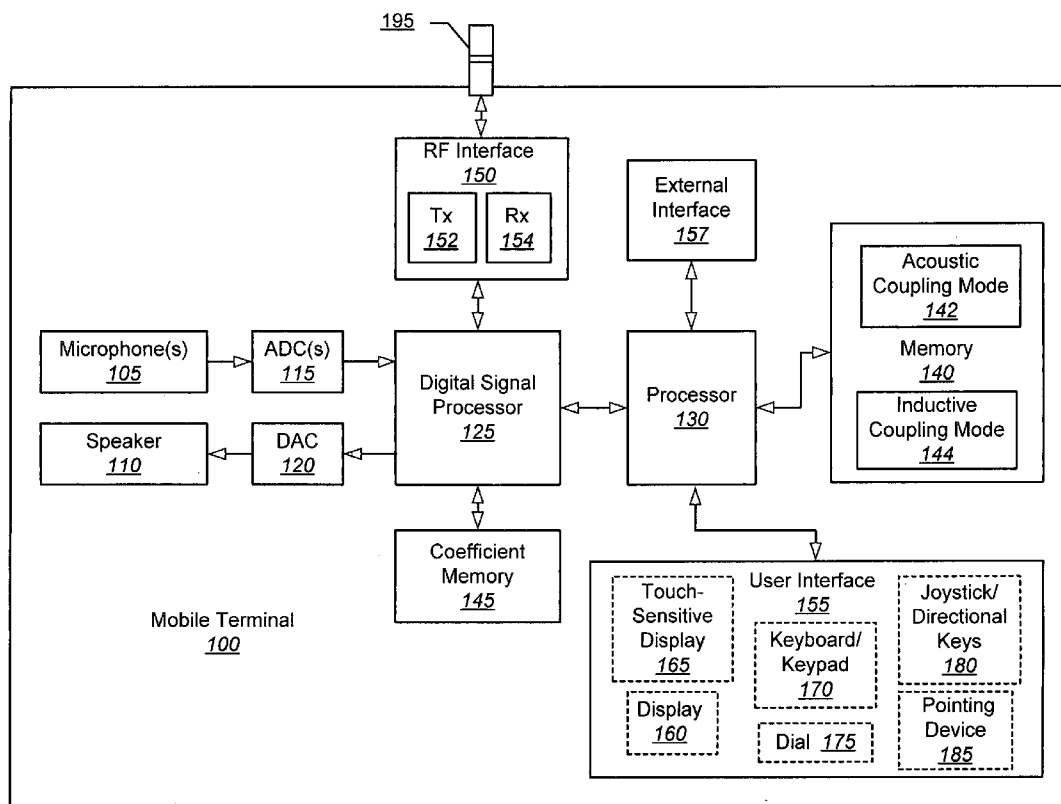 195
RF Interface
150
Tx
152
Rx
154
External
Interface
157
Acoustic
Coupling Mode
142
Memory
140
Inductive
Coupling Mode
144
Microphone(s)
105
ADC(s)
115
Digital Signal
Processor
125
Processor
130
Speaker
110
DAC
120
Coefficient
Memory
145
Mobile Terminal
100
User Interface
155
Touch-
Sensitive
Display
165
Keyboard/
Keypad
170
Joystick/
Directional
Keys
180
Display
160
Dial 175
Pointing
Device
185